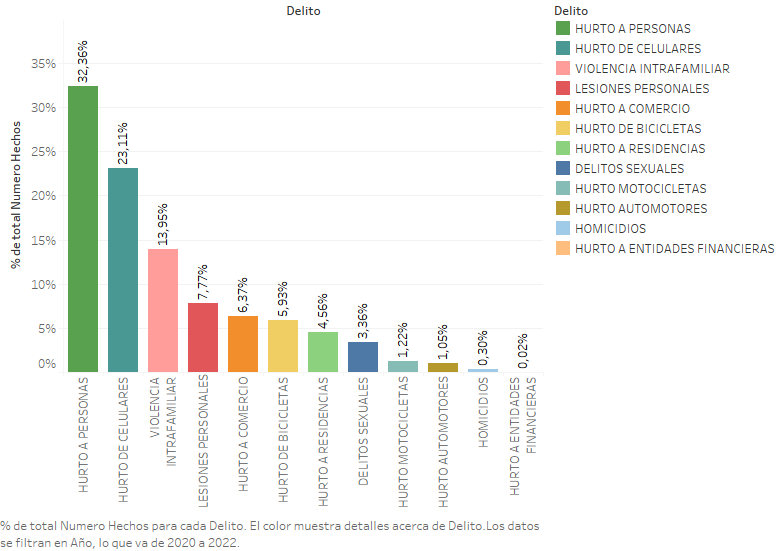 Delito
% de total Numero Hechos
35%
30%
25%
20%
15%
10%
5%
0%
32,36%
23,11%
13,95%
7,77%
6,37%
5,93%
4,56%
3,36%
1,22%
1,05%
0,30%
0,02%
HURTO A PERSONAS
HURTO DE CELULARES
VIOLENCIA
INTRAFAMILIAR
LESIONES PERSONALES
HURTO A COMERCIO
HURTO DE BICICLETAS
HURTO A RESIDENCIAS
DELITOS SEXUALES
HURTO MOTOCICLETAS
HURTO AUTOMOTORES
HOMICIDIOS
HURTO A ENTIDADES
FINANCIERAS
Delito
HURTO A PERSONAS
HURTO DE CELULARES
VIOLENCIA INTRAFAMILIAR
LESIONES PERSONALES
HURTO A COMERCIO
HURTO DE BICICLETAS
HURTO A RESIDENCIAS
DELITOS SEXUALES
HURTO MOTOCICLETAS
HURTO AUTOMOTORES
HOMICIDIOS
HURTO A ENTIDADES FINANCIERAS
% de total Numero Hechos para cada Delito. El color muestra detalles acerca de Delito.Los datos
se filtran en Año, lo que va de 2020 a 2022.